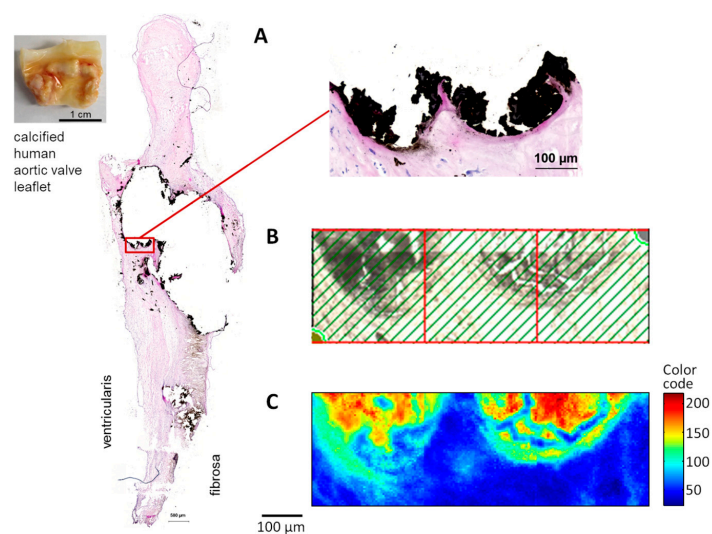 A
1 cm
calcified
human
aortic valve
leaflet
100 µm
B
Color
code
C
200
150
100
50
ventricularis
fibrosa
500 µm
100 µm